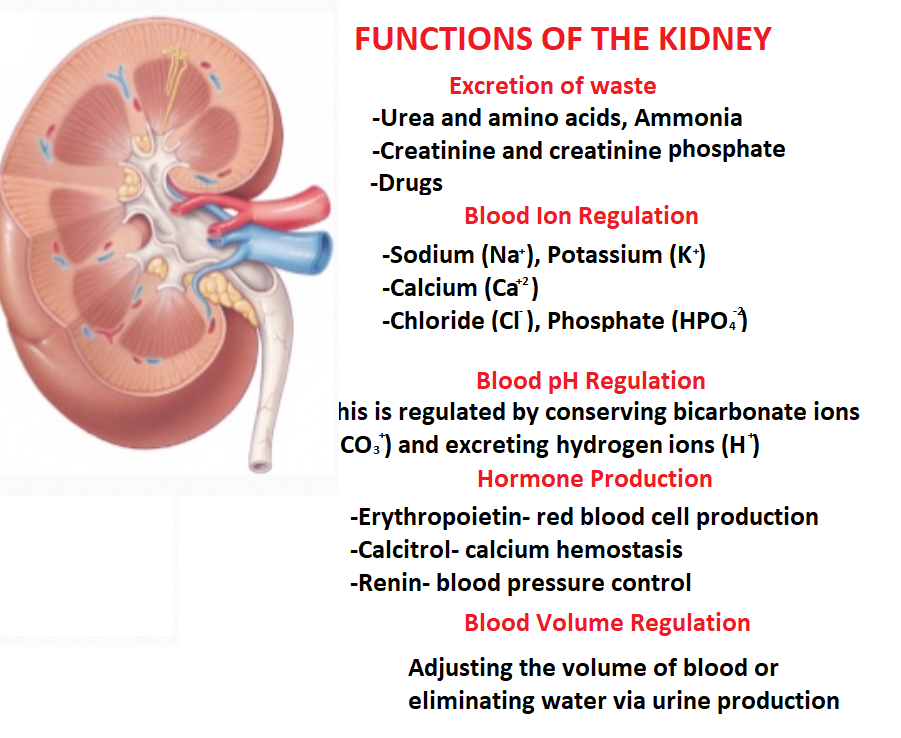 FUNCTIONS OF THE KIDNEY
Excretion of waste
-Urea and amino acids, Ammonia
-Creatinine and creatinine phosphate
-Drugs
Blood Ion Regulation
-Sodium (Na⁺), Potassium (K⁺)
-Calcium (Ca⁺²)
-Chloride (Cl⁻), Phosphate (HPO₄⁻²)
Blood pH Regulation
his is regulated by conserving bicarbonate ions
CO₃⁺) and excreting hydrogen ions (H⁺)
Hormone Production
-Erythropoietin- red blood cell production
-Calcitrol- calcium hemostasis
-Renin- blood pressure control
Blood Volume Regulation
Adjusting the volume of blood or
eliminating water via urine production